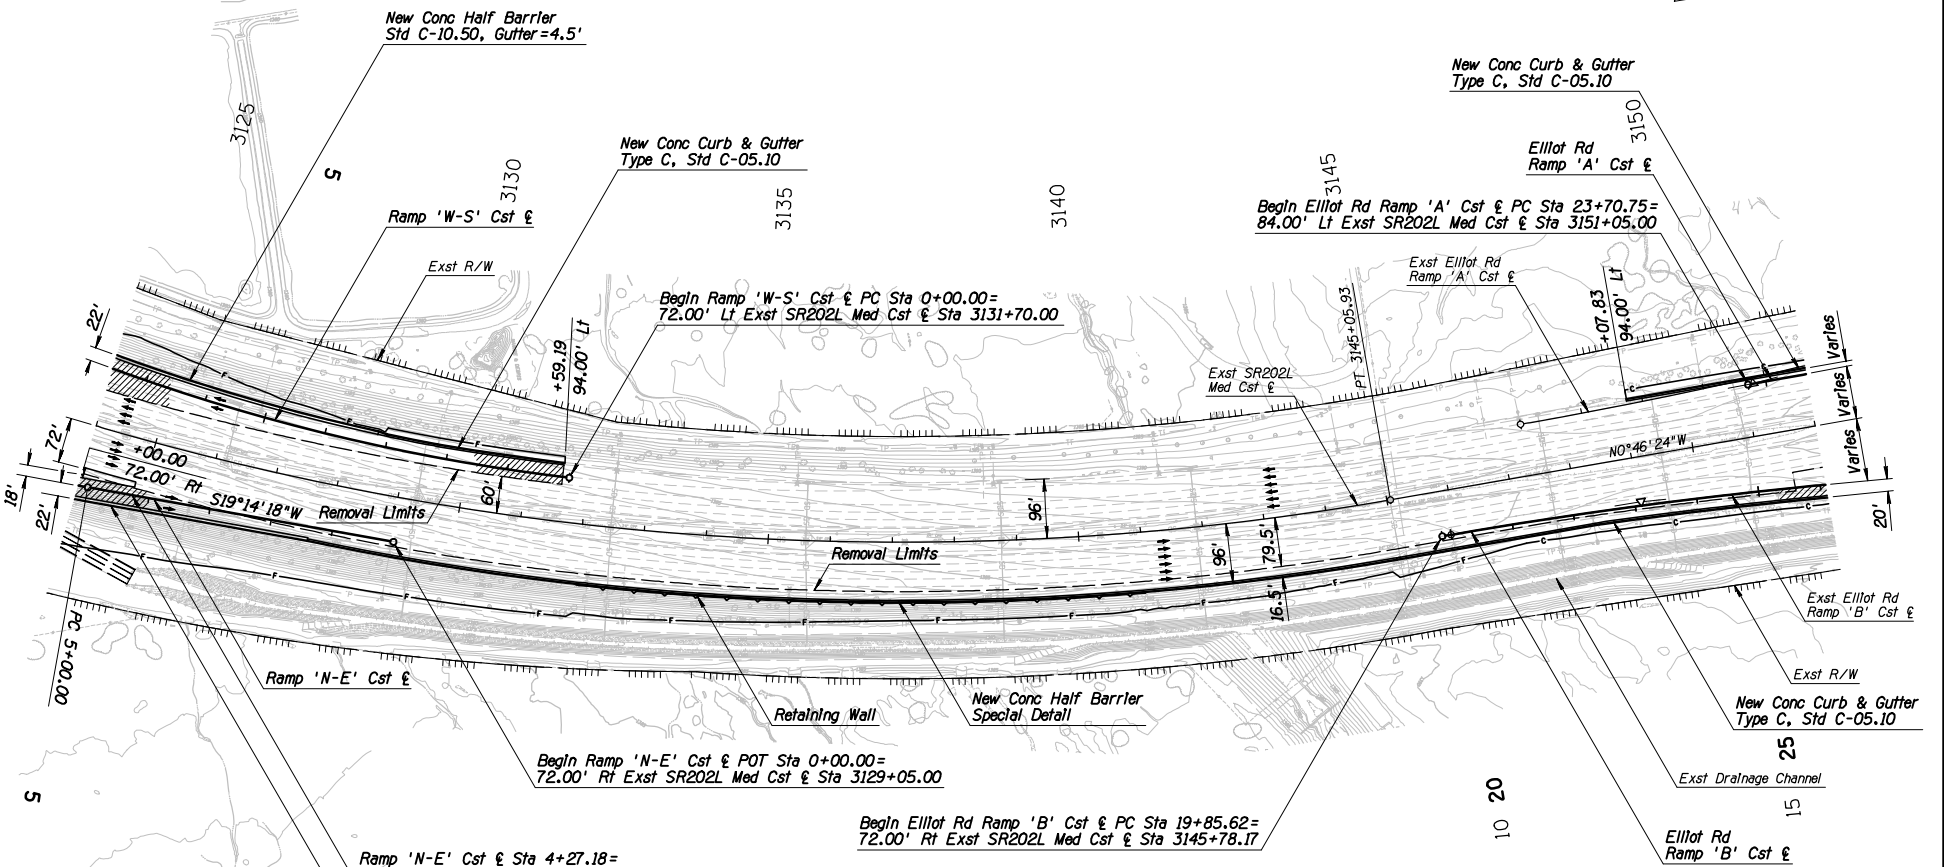 New Conc Half Barrier
Std C-10.50, Gutter=4.5'
New Conc Curb & Gutter
Type C, Std C-05.10
3125
5
3130
New Conc Curb & Gutter
Type C, Std C-05.10
3135
3140
3145
3150
Elliot Rd
Ramp 'A' Cst ℄
Ramp 'W-S' Cst ℄
Begin Elliot Rd Ramp 'A' Cst ℄ PC Sta 23+70.75=
84.00' Lt Exst SR202L Med Cst ℄ Sta 3151+05.00
Exst R/W
Exst Elliot Rd
Ramp 'A' Cst ℄
Begin Ramp 'W-S' Cst ℄ PC Sta 0+00.00=
72.00' Lt Exst SR202L Med Cst ℄ Sta 3131+70.00
PT 3145+05.93
+07.83
94.00' Lt
22'
+59.19
94.00' Lt
Exst SR202L
Med Cst ℄
Varies
Varies
Varies
72'
+00.00
72.00' Rt
S19°14'18"W
Removal Limits
60'
96'
N0°46'24"W
18'
22'
Removal Limits
96'
79.5'
16.5'
20'
Exst Elliot Rd
Ramp 'B' Cst ℄
PC 5+00.00
Ramp 'N-E' Cst ℄
Exst R/W
Retaining Wall
New Conc Half Barrier
Special Detail
New Conc Curb & Gutter
Type C, Std C-05.10
Begin Ramp 'N-E' Cst ℄ POT Sta 0+00.00=
72.00' Rt Exst SR202L Med Cst ℄ Sta 3129+05.00
25
Exst Drainage Channel
5
20
10
15
Begin Elliot Rd Ramp 'B' Cst ℄ PC Sta 19+85.62=
72.00' Rt Exst SR202L Med Cst ℄ Sta 3145+78.17
Elliot Rd
Ramp 'B' Cst ℄
Ramp 'N-E' Cst ℄ Sta 4+27.18=